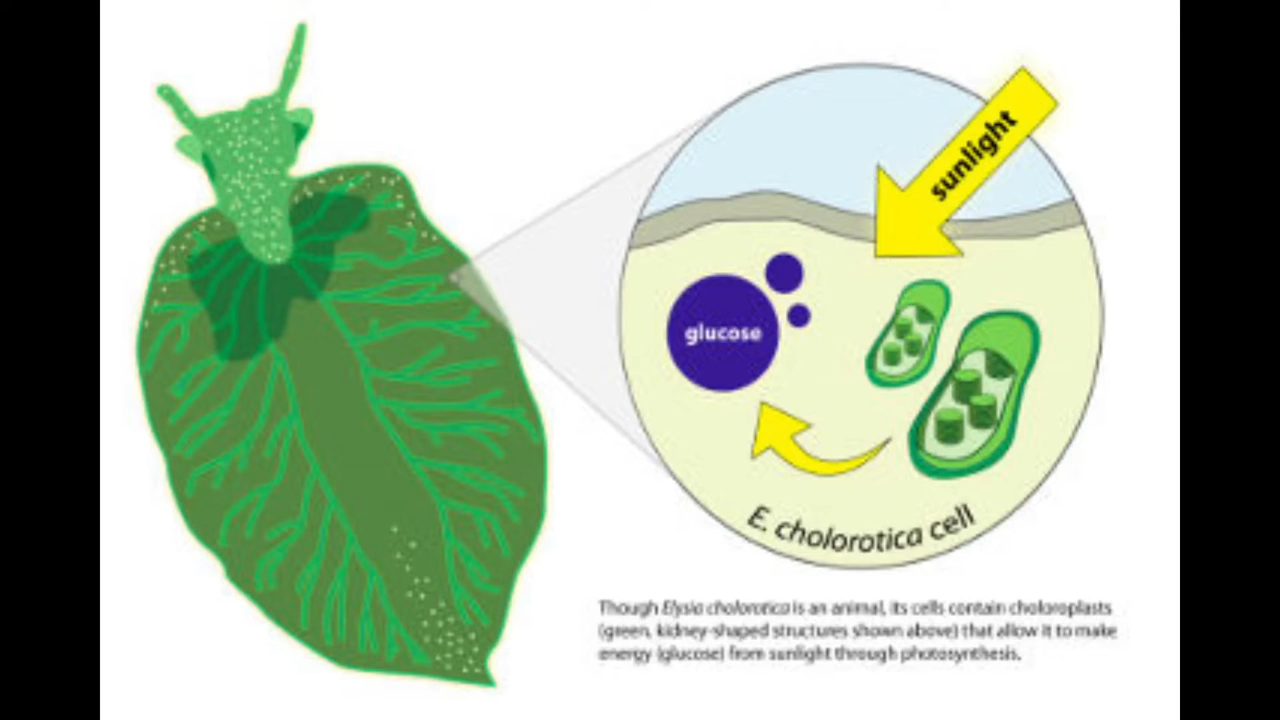 sunlight
glucose
E. cholorotica cell
Though Elysia cholorotica is an animal, its cells contain choloroplasts
(green, kidney-shaped structures shown above) that allow it to make
energy (glucose) from sunlight through photosynthesis.